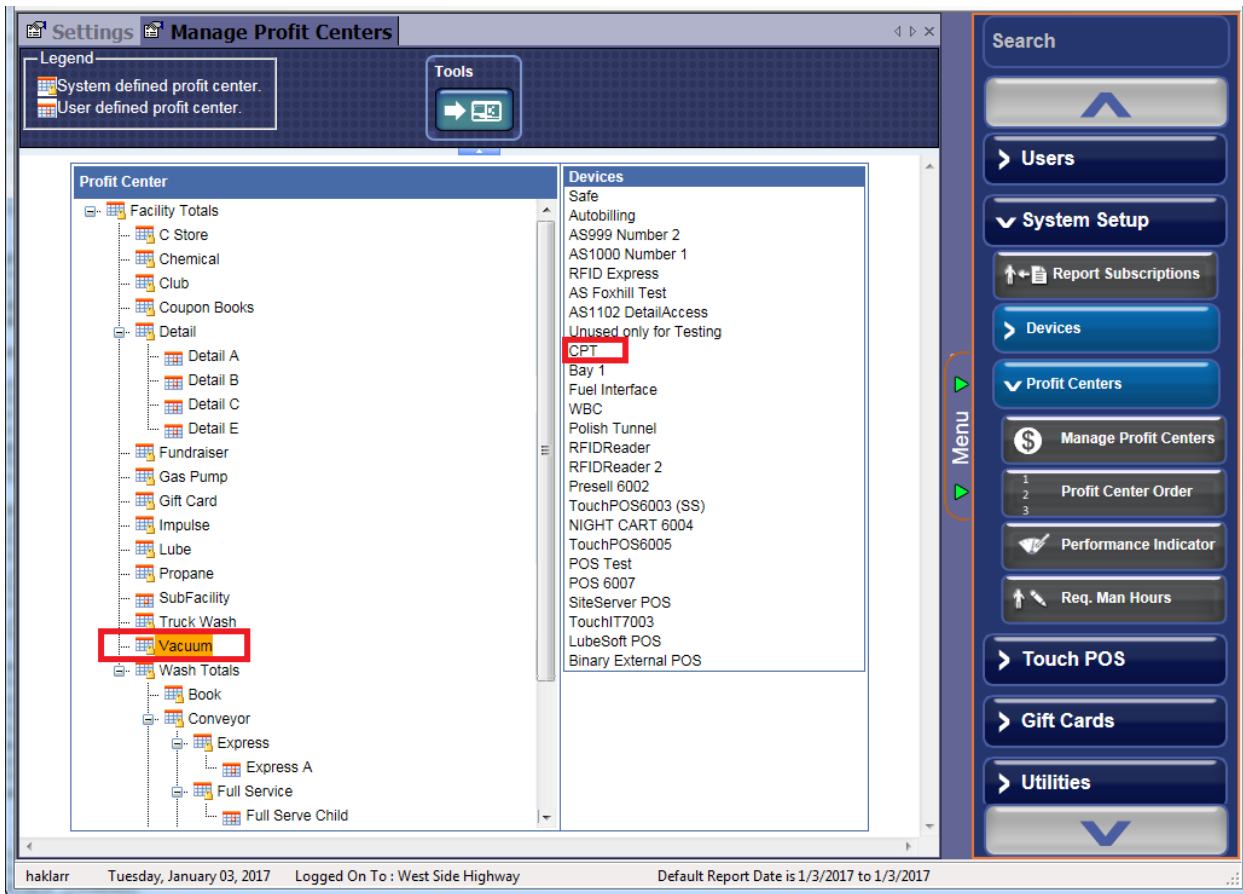 Settings Manage Profit Centers
Legend
System defined profit center.
User defined profit center.
Tools
Profit Center
Facility Totals
C Store
Chemical
Club
Coupon Books
Detail
Detail A
Detail B
Detail C
Detail E
Fundraiser
Gas Pump
Gift Card
Impulse
Lube
Propane
SubFacility
Truck Wash
Vacuum
Wash Totals
Book
Conveyor
Express
Express A
Full Service
Full Serve Child
Devices
Safe
Autobilling
AS999 Number 2
AS1000 Number 1
RFID Express
AS Foxhill Test
AS1102 DetailAccess
Unused only for Testing
CPT
Bay 1
Fuel Interface
WBC
Polish Tunnel
RFIDReader
RFIDReader 2
Presell 6002
TouchPOS6003 (SS)
NIGHT CART 6004
TouchPOS6005
POS Test
POS 6007
SiteServer POS
TouchIT7003
LubeSoft POS
Binary External POS
Menu
Search
Users
System Setup
Report Subscriptions
Devices
Profit Centers
Manage Profit Centers
1
2
3
Profit Center Order
Performance Indicator
Req. Man Hours
Touch POS
Gift Cards
Utilities
haklarr Tuesday, January 03, 2017 Logged On To : West Side Highway Default Report Date is 1/3/2017 to 1/3/2017